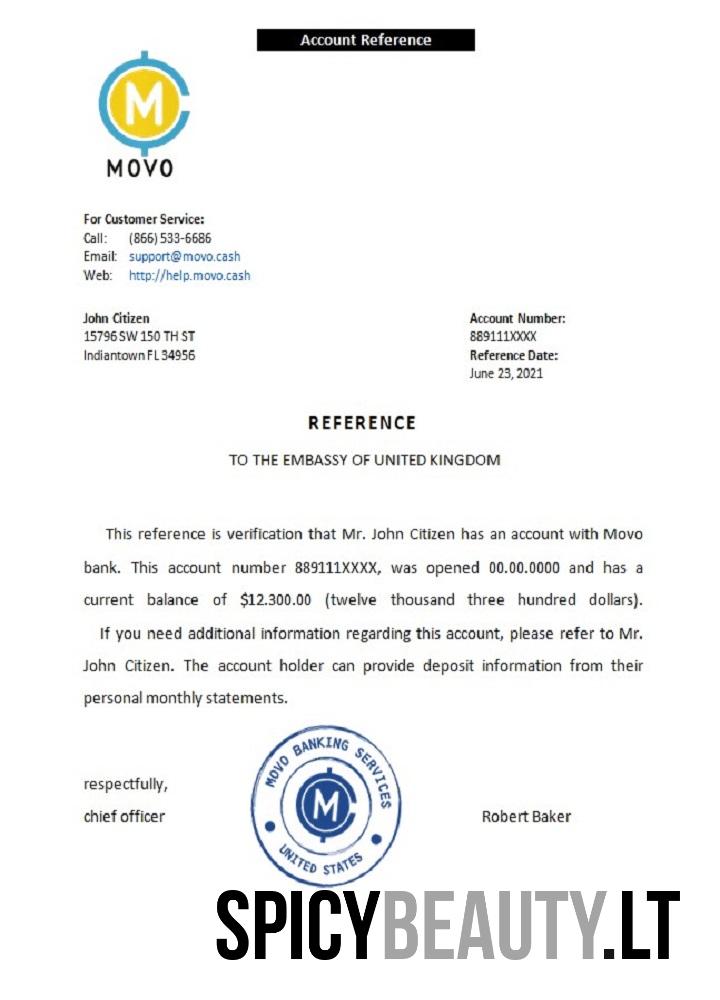 Account Reference
M
MOVO
For Customer Service:
Call: (866) 533-6686
Email: support@movo.cash
Web: http://help.movo.cash
John Citizen
15796 SW 150 TH ST
Indiantown FL 34956
Account Number:
889111XXXX
Reference Date:
June 23, 2021
REFERENCE
TO THE EMBASSY OF UNITED KINGDOM
This reference is verification that Mr. John Citizen has an account with Movo
bank. This account number 889111XXXX, was opened 00.00.0000 and has a
current balance of $12.300.00 (twelve thousand three hundred dollars).
If you need additional information regarding this account, please refer to Mr.
John Citizen. The account holder can provide deposit information from their
personal monthly statements.
respectfully,
chief officer
MOVO BANKING SERVICES
M
UNITED STATES
Robert Baker
SPICYBEAUTY.LT